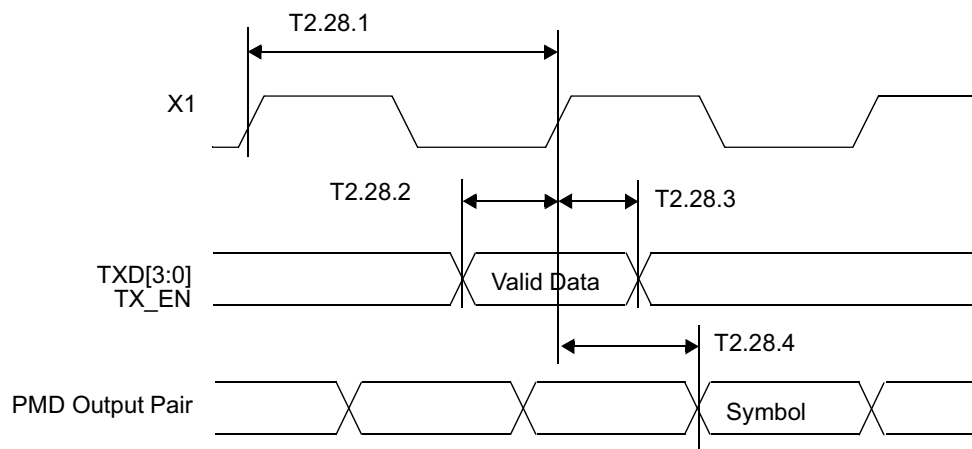 T2.28.1
X1
T2.28.2
T2.28.3
TXD[3:0]
TX_EN
Valid Data
T2.28.4
PMD Output Pair
Symbol